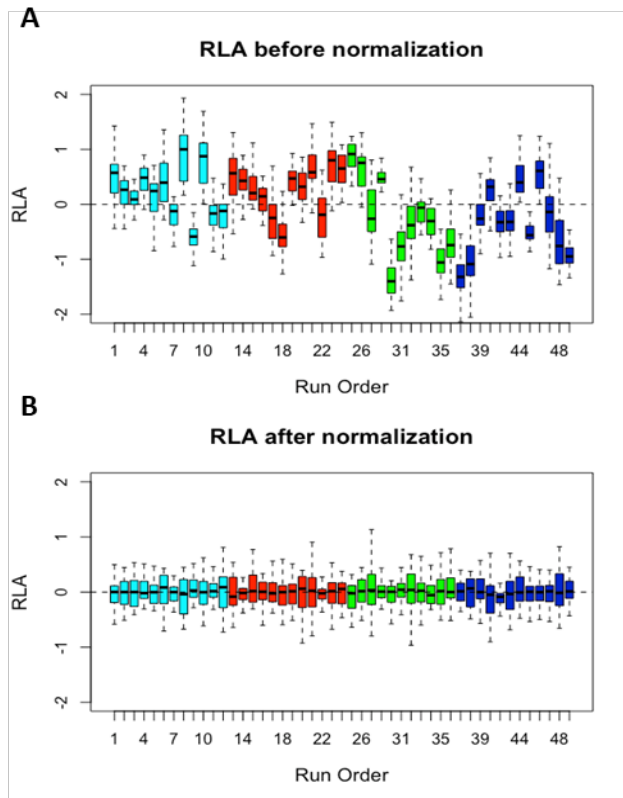 A
RLA before normalization
2
1
0
-1
-2
RLA
1 4 7 10 14 18 22 26 31 35 39 44 48
Run Order
B
RLA after normalization
2
1
0
-1
-2
RLA
1 4 7 10 14 18 22 26 31 35 39 44 48
Run Order